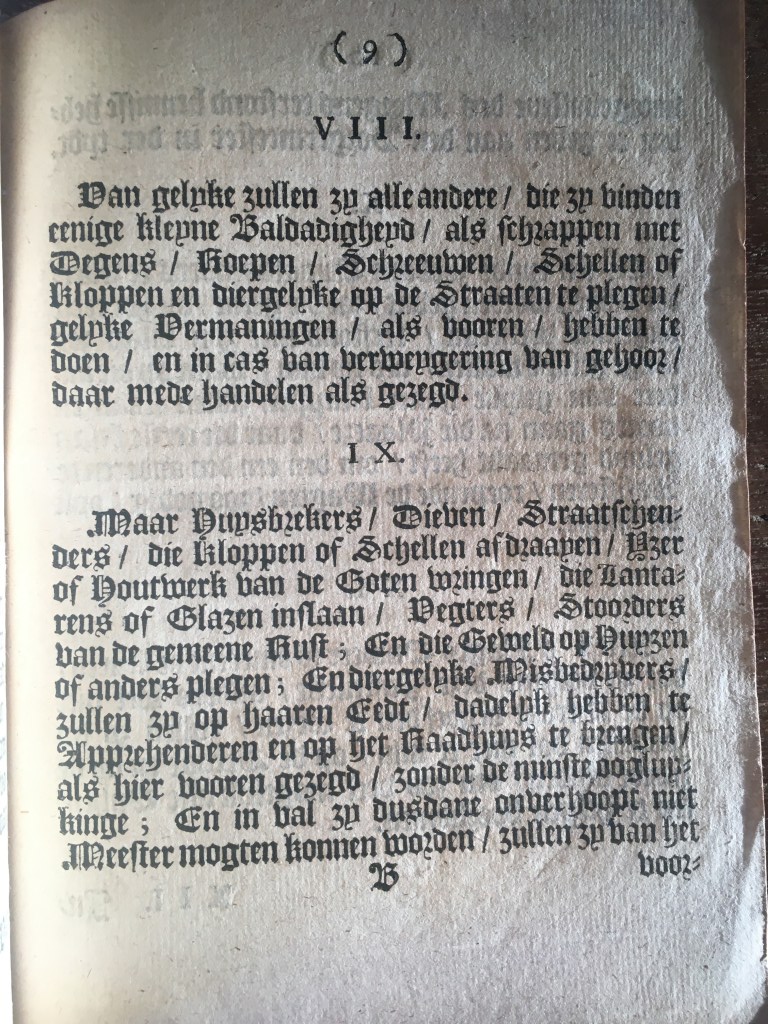 ( 9 )
VIII.
Van gelyke zullen zy alle andere / die zy vinden
eenige kleyne Baldadigheyd / als schrappen met
Degens / Roepen / Schreeuwen / Schellen of
Kloppen en diergelyke op de Straaten te plegen /
gelyke Vermaningen / als vooren / hebben te
doen / en in cas van verweygering van gehoor /
daar mede handelen als gezegd.
IX.
Maar Huysbrekers / Dieven / Straatschen-
ders / die Kloppen of Schellen afdraayen / Yzer
of Houtwerk van de Goten wringen / die Lanta-
rens of Glazen inslaan / Vegters / Stoorders
van de gemeene Rust ; En die Geweld op Huyzen
of anders plegen ; En diergelyke Misbedryvers /
zullen zy op haaren Eedt / dadelyk hebben te
Apprehenderen en op het Raadhuys te brengen /
als hier vooren gezegd / zonder de minste oogluy-
kinge ; En in val zy dusdane onverhoopt niet
Meester mogten konnen worden / zullen zy van het
B voor-